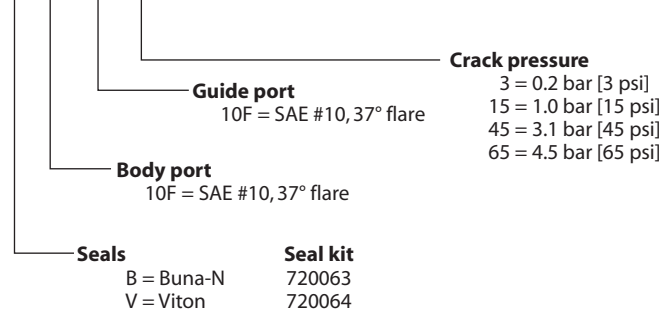 Crack pressure
3 = 0.2 bar [3 psi]
15 = 1.0 bar [15 psi]
45 = 3.1 bar [45 psi]
65 = 4.5 bar [65 psi]
Guide port
10F = SAE #10, 37° flare
Body port
10F = SAE #10, 37° flare
Seals Seal kit
B = Buna-N 720063
V = Viton 720064